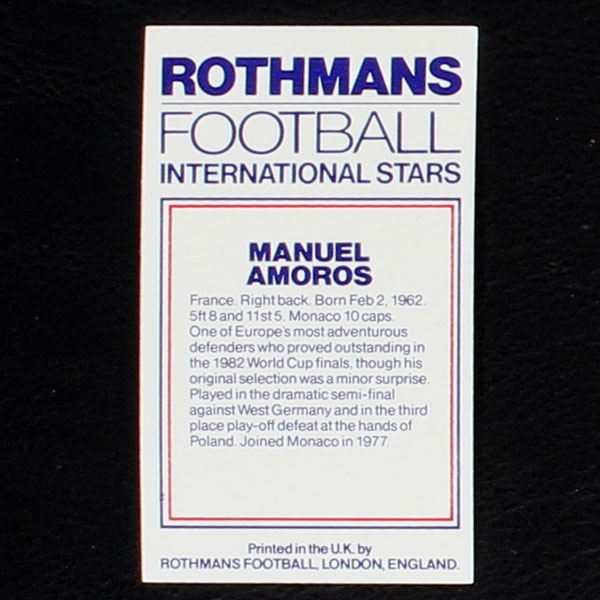 ROTHMANS
FOOTBALL
INTERNATIONAL STARS
MANUEL
AMOROS
France. Right back. Born Feb 2, 1962.
5ft 8 and 11st 5. Monaco 10 caps.
One of Europe's most adventurous
defenders who proved outstanding in
the 1982 World Cup finals, though his
original selection was a minor surprise.
Played in the dramatic semi-final
against West Germany and in the third
place play-off defeat at the hands of
Poland. Joined Monaco in 1977.
Printed in the U.K. by
ROTHMANS FOOTBALL, LONDON, ENGLAND.